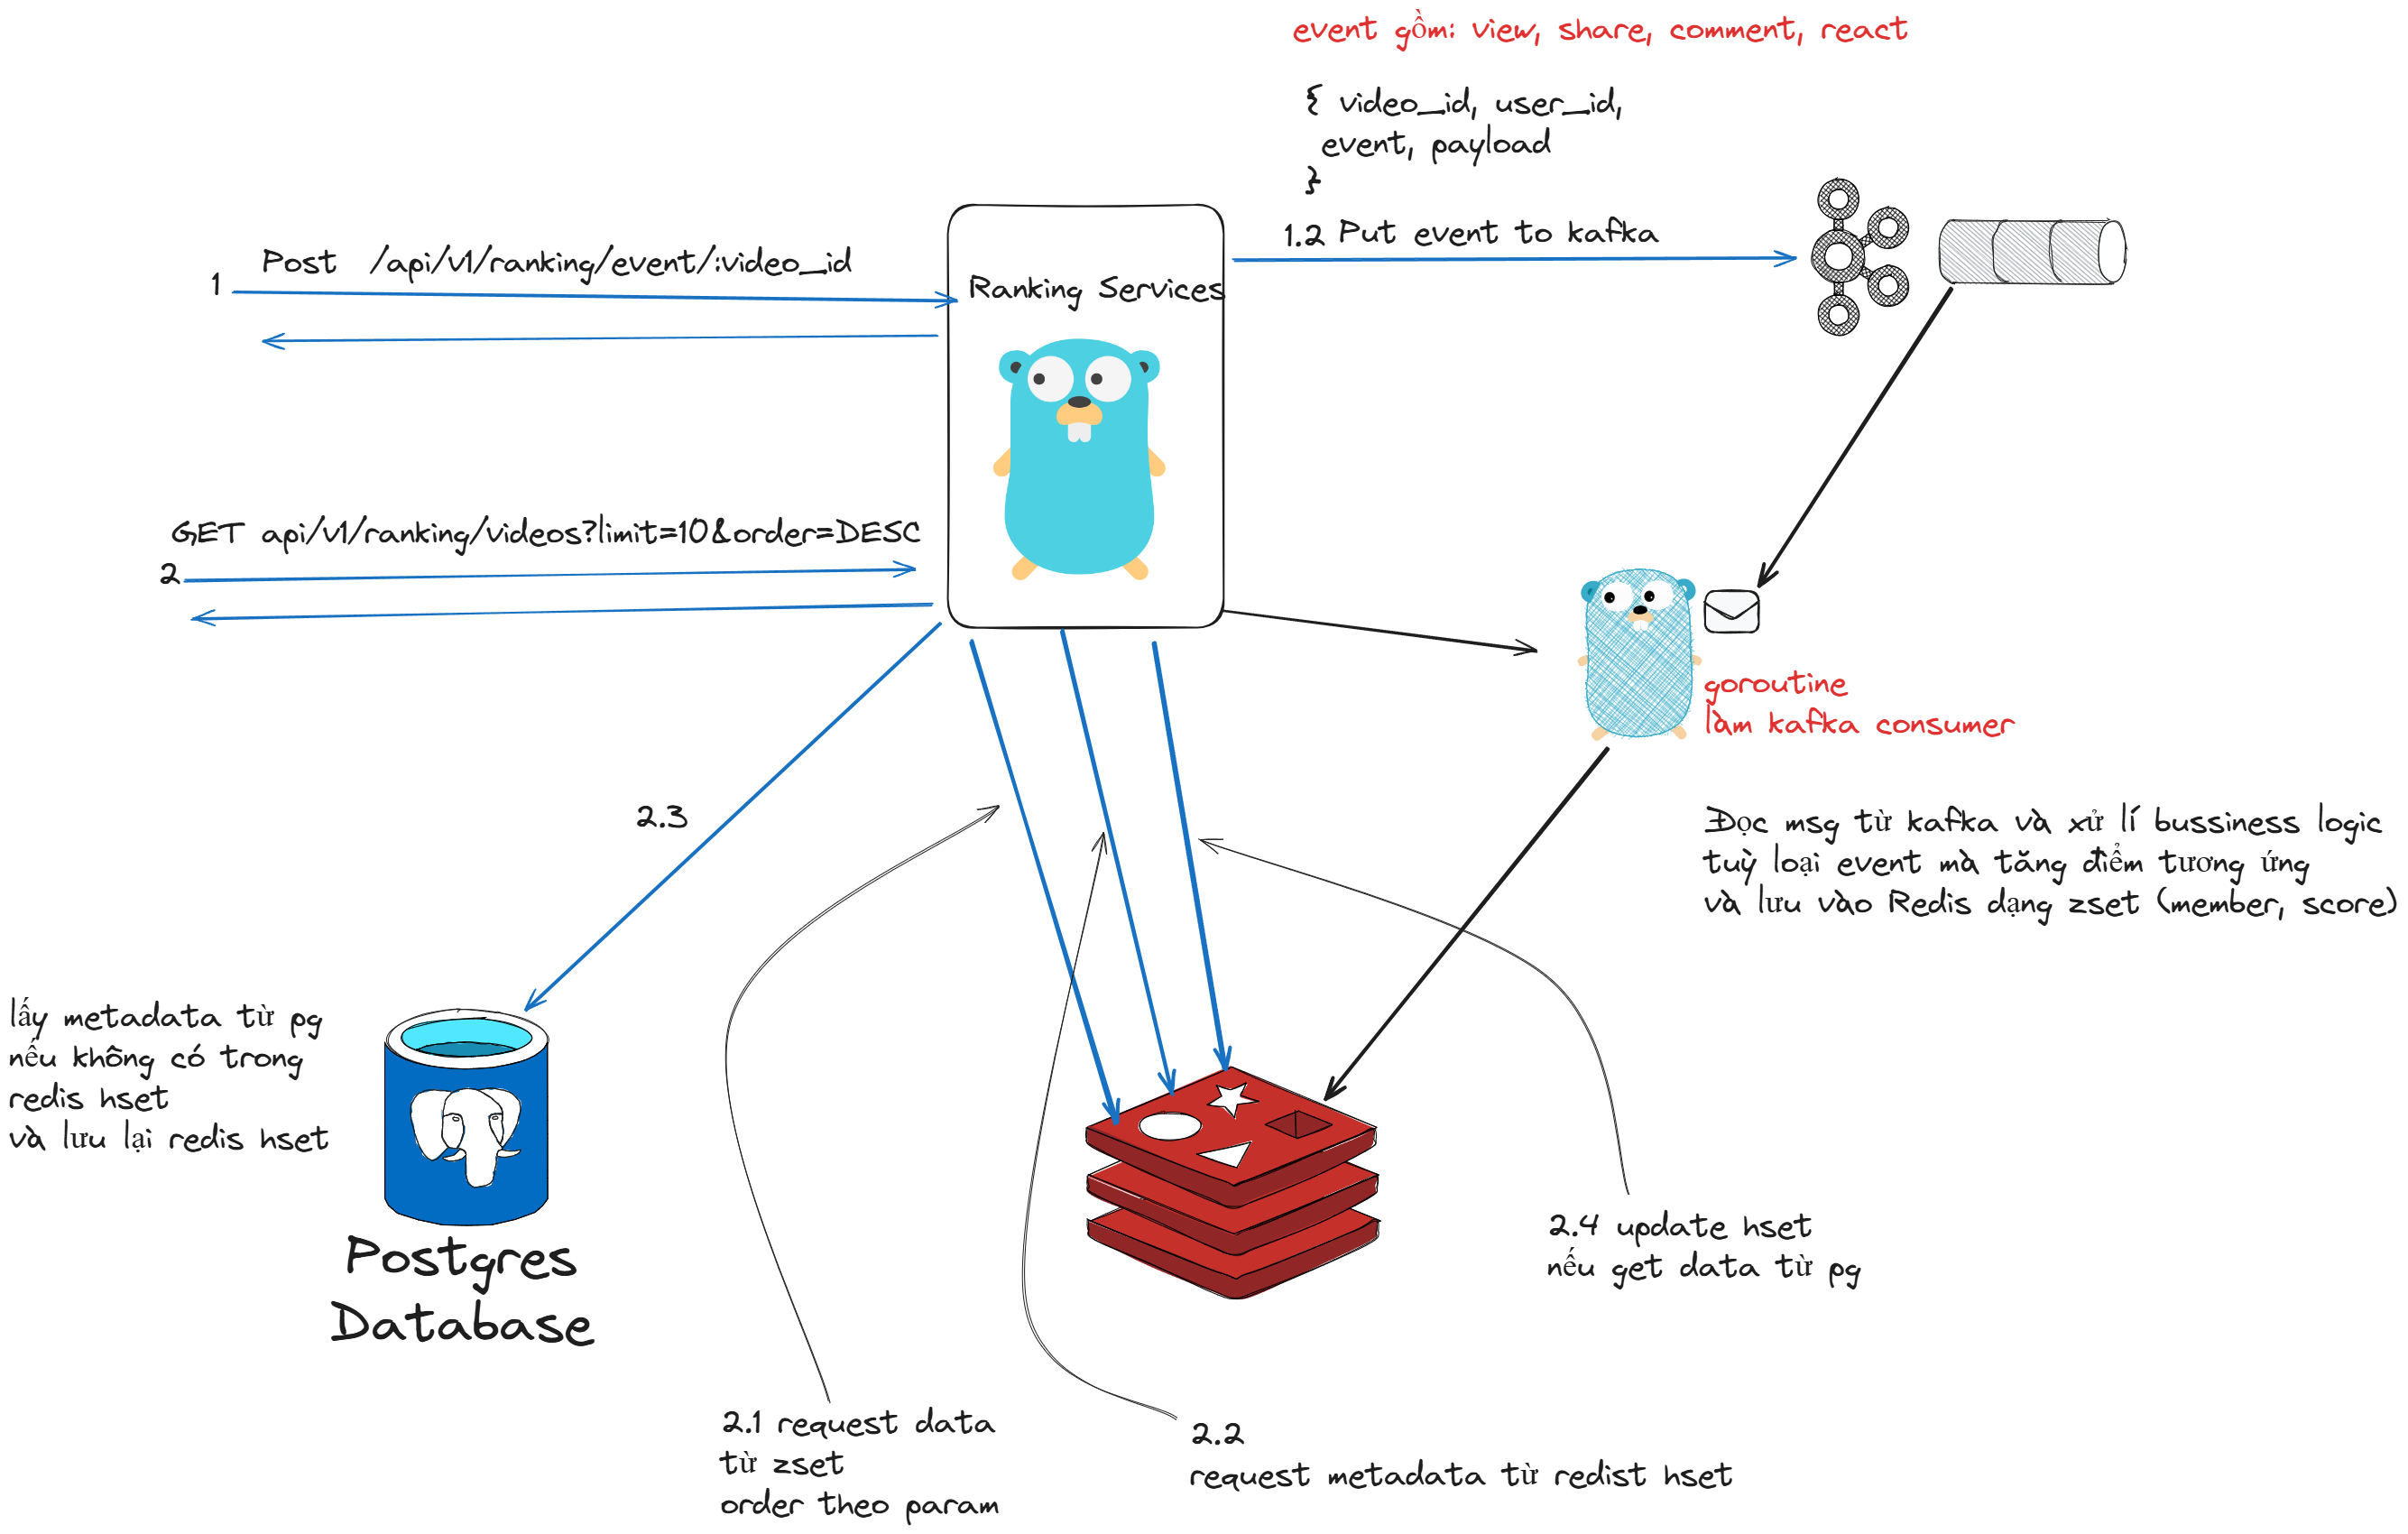 event gồm: view, share, comment, react
{ video_id, user_id,
event, payload
}
1.2 Put event to kafka
Post /api/v1/ranking/event/:video_id
1
Ranking Services
GET api/v1/ranking/videos?limit=10&order=DESC
2
goroutine
làm kafka consumer
2.3
Đọc msg từ kafka và xử lí bussiness logic
tuỳ loại event mà tăng điểm tương ứng
và lưu vào Redis dạng zset (member, score)
lấy metadata từ pg
nếu không có trong
redis hset
và lưu lại redis hset
Postgres
Database
2.4 update hset
nếu get data từ pg
2.1 request data
từ zset
order theo param
2.2
request metadata từ redist hset